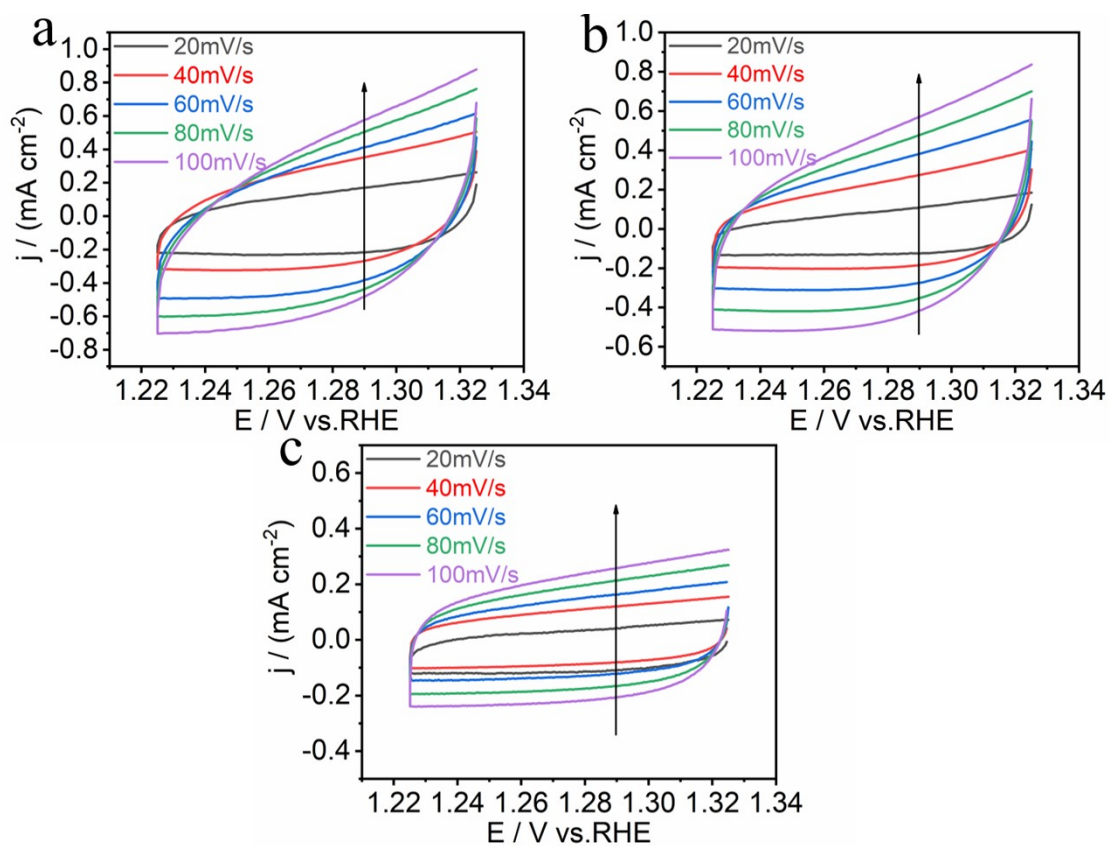 a
20mV/s
40mV/s
60mV/s
80mV/s
100mV/s
1.0
0.8
0.6
0.4
0.2
0.0
-0.2
-0.4
-0.6
-0.8
j / (mA cm-2)
1.22 1.24 1.26 1.28 1.30 1.32 1.34
E / V vs.RHE
b
20mV/s
40mV/s
60mV/s
80mV/s
100mV/s
1.0
0.8
0.6
0.4
0.2
0.0
-0.2
-0.4
-0.6
j / (mA cm-2)
1.22 1.24 1.26 1.28 1.30 1.32 1.34
E / V vs.RHE
c
20mV/s
40mV/s
60mV/s
80mV/s
100mV/s
0.6
0.4
0.2
0.0
-0.2
-0.4
j / (mA cm-2)
1.22 1.24 1.26 1.28 1.30 1.32 1.34
E / V vs.RHE